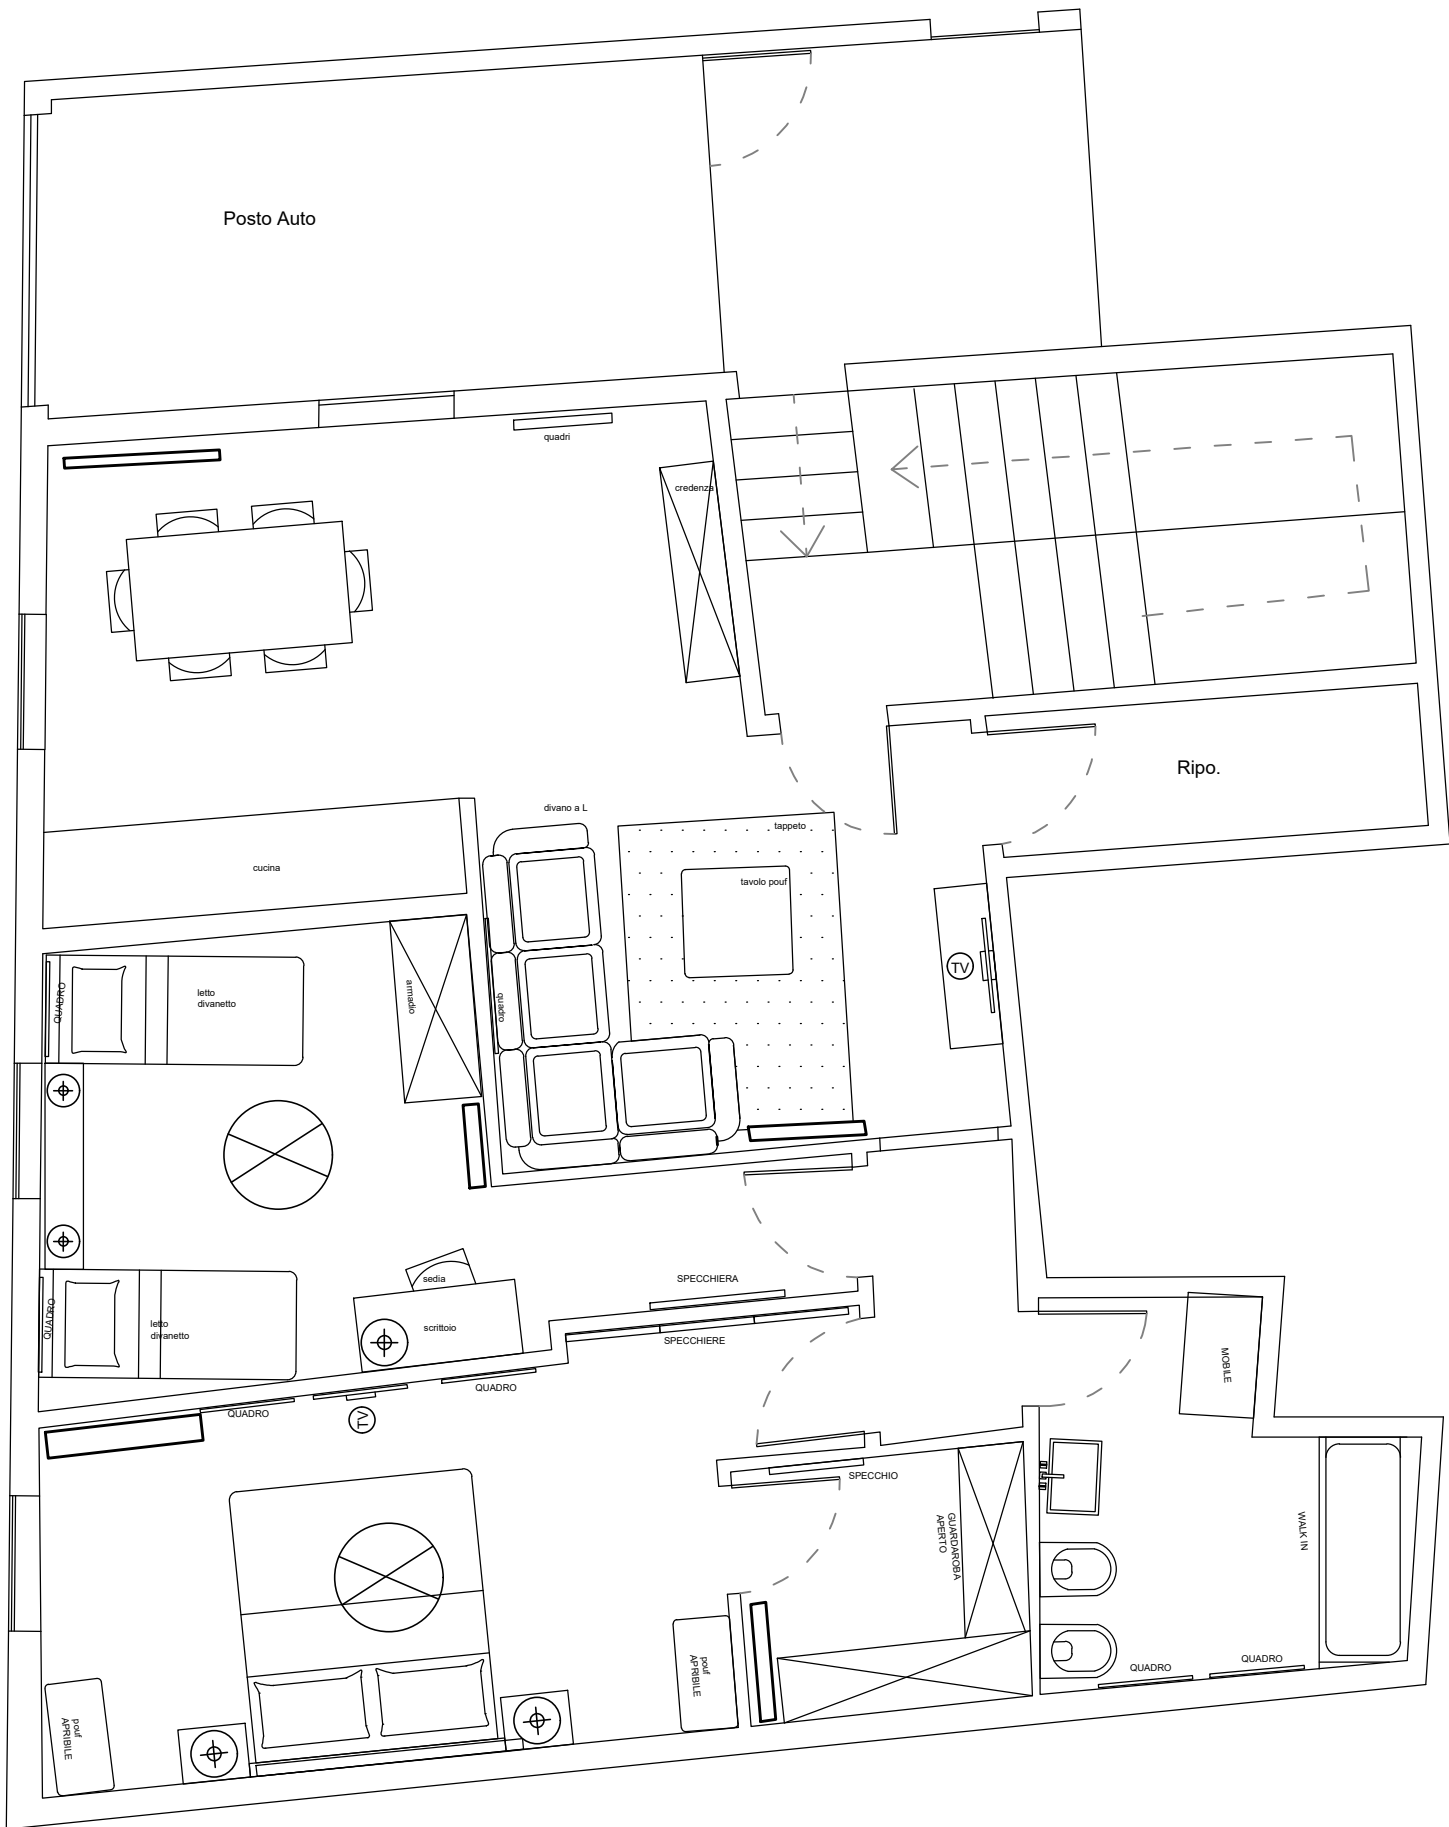 Posto Auto
quadri
credenza
Ripo.
divano a L
tappeto
cucina
tavolo pouf
armadio
quadro
TV
QUADRO
letto
divanetto
sedia
SPECCHIERA
scrittoio
SPECCHIERE
QUADRO
letto
divanetto
MOBILE
QUADRO
QUADRO
TV
SPECCHIO
GUARDAROBA
APERTO
WALK IN
QUADRO
QUADRO
pouf
APRIBILE
pouf
APRIBILE